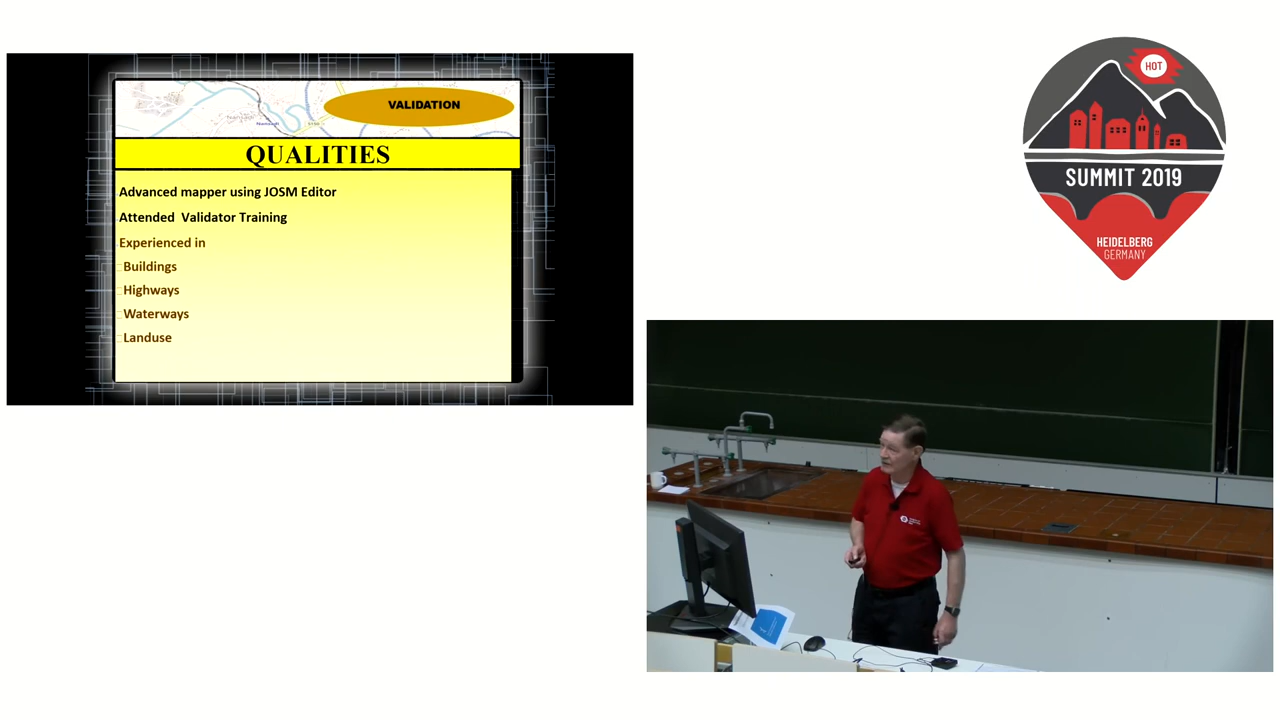 VALIDATION
QUALITIES
Advanced mapper using JOSM Editor
Attended Validator Training
Experienced in
Buildings
Highways
Waterways
Landuse
HOT
SUMMIT 2019
HEIDELBERG
GERMANY